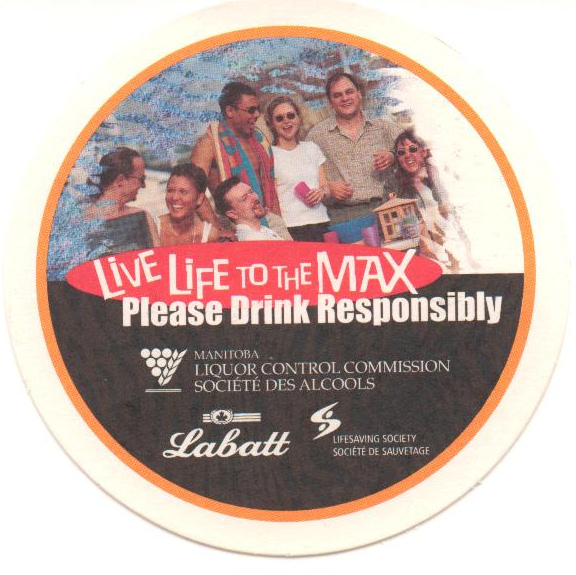 LIVE LIFE TO THE MAX
Please Drink Responsibly
MANITOBA
LIQUOR CONTROL COMMISSION
SOCIÉTÉ DES ALCOOLS
Labatt
LIFESAVING SOCIETY
SOCIÉTÉ DE SAUVETAGE